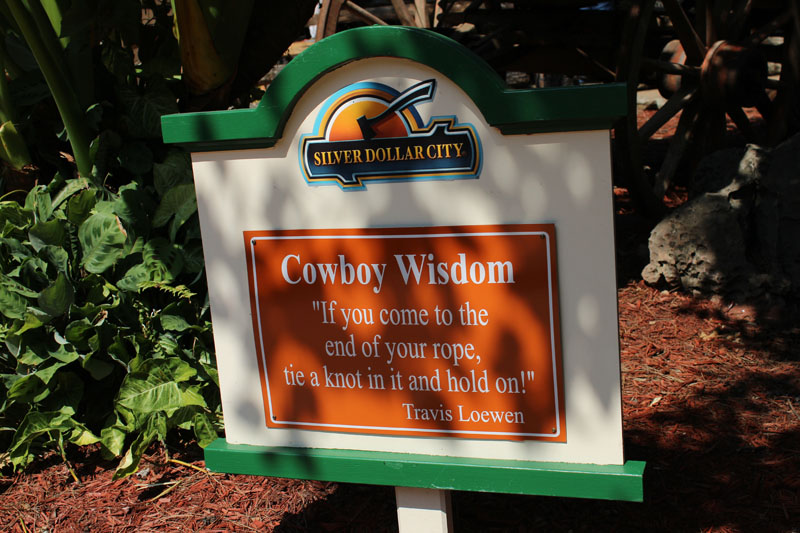 SILVER DOLLAR CITY
Cowboy Wisdom
"If you come to the
end of your rope,
tie a knot in it and hold on!"
Travis Loewen